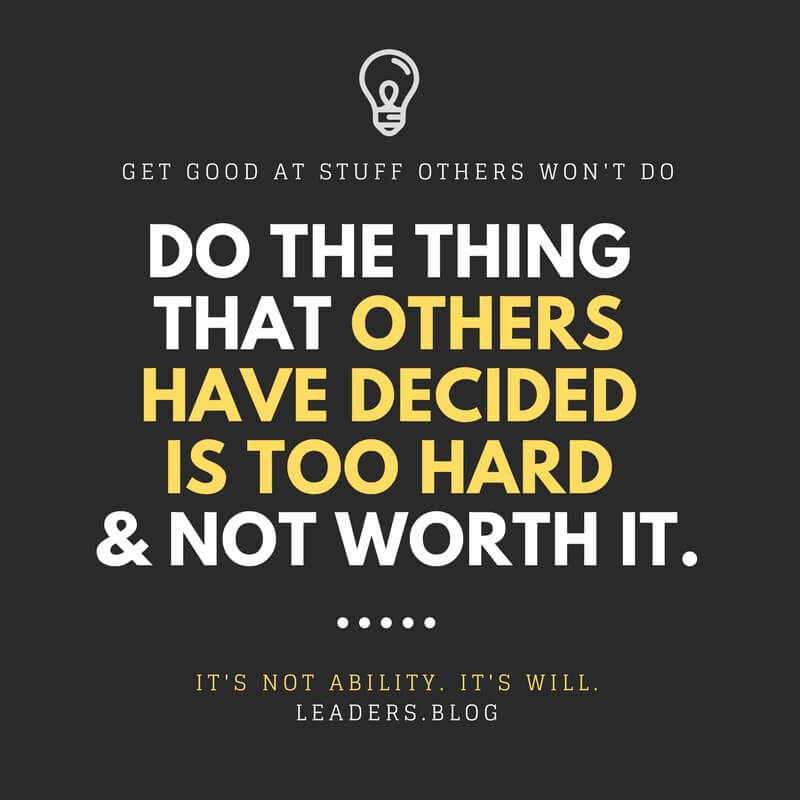 GET GOOD AT STUFF OTHERS WON'T DO
DO THE THING
THAT OTHERS
HAVE DECIDED
IS TOO HARD
& NOT WORTH IT.
•••••
IT'S NOT ABILITY. IT'S WILL.
LEADERS.BLOG